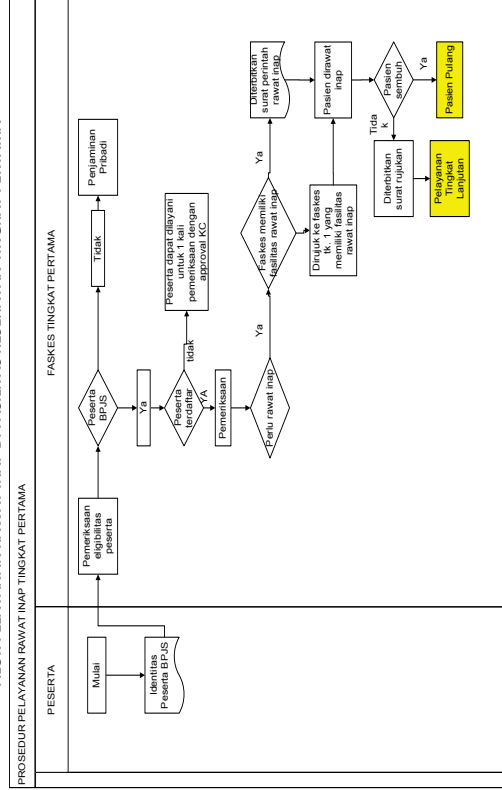 PROSEDUR PELAYANAN RAWAT INAP TINGKAT PERTAMA
PESERTA
FASKES TINGKAT PERTAMA
Mulai
Identitas
Peserta BPJS
Pemeriksaan
eligibilitas
peserta
Peserta
BPJS
Tidak
Penjaminan
Pribadi
Ya
Peserta
terdaftar
tidak
Peserta dapat dilayani
untuk 1 kali
pemeriksaan dengan
approval KC
YA
Pemeriksaan
Perlu rawat inap
Ya
Faskes memiliki
fasilitas rawat inap
Ya
Diterbitkan
surat perintah
rawat inap
Dirujuk ke faskes
tk. 1 yang
memiliki fasilitas
rawat inap
Pasien dirawat
inap
Pasien
sembuh
Tida
k
Ya
Diterbitkan
surat rujukan
Pasien Pulang
Pelayanan
Tingkat
Lanjutan